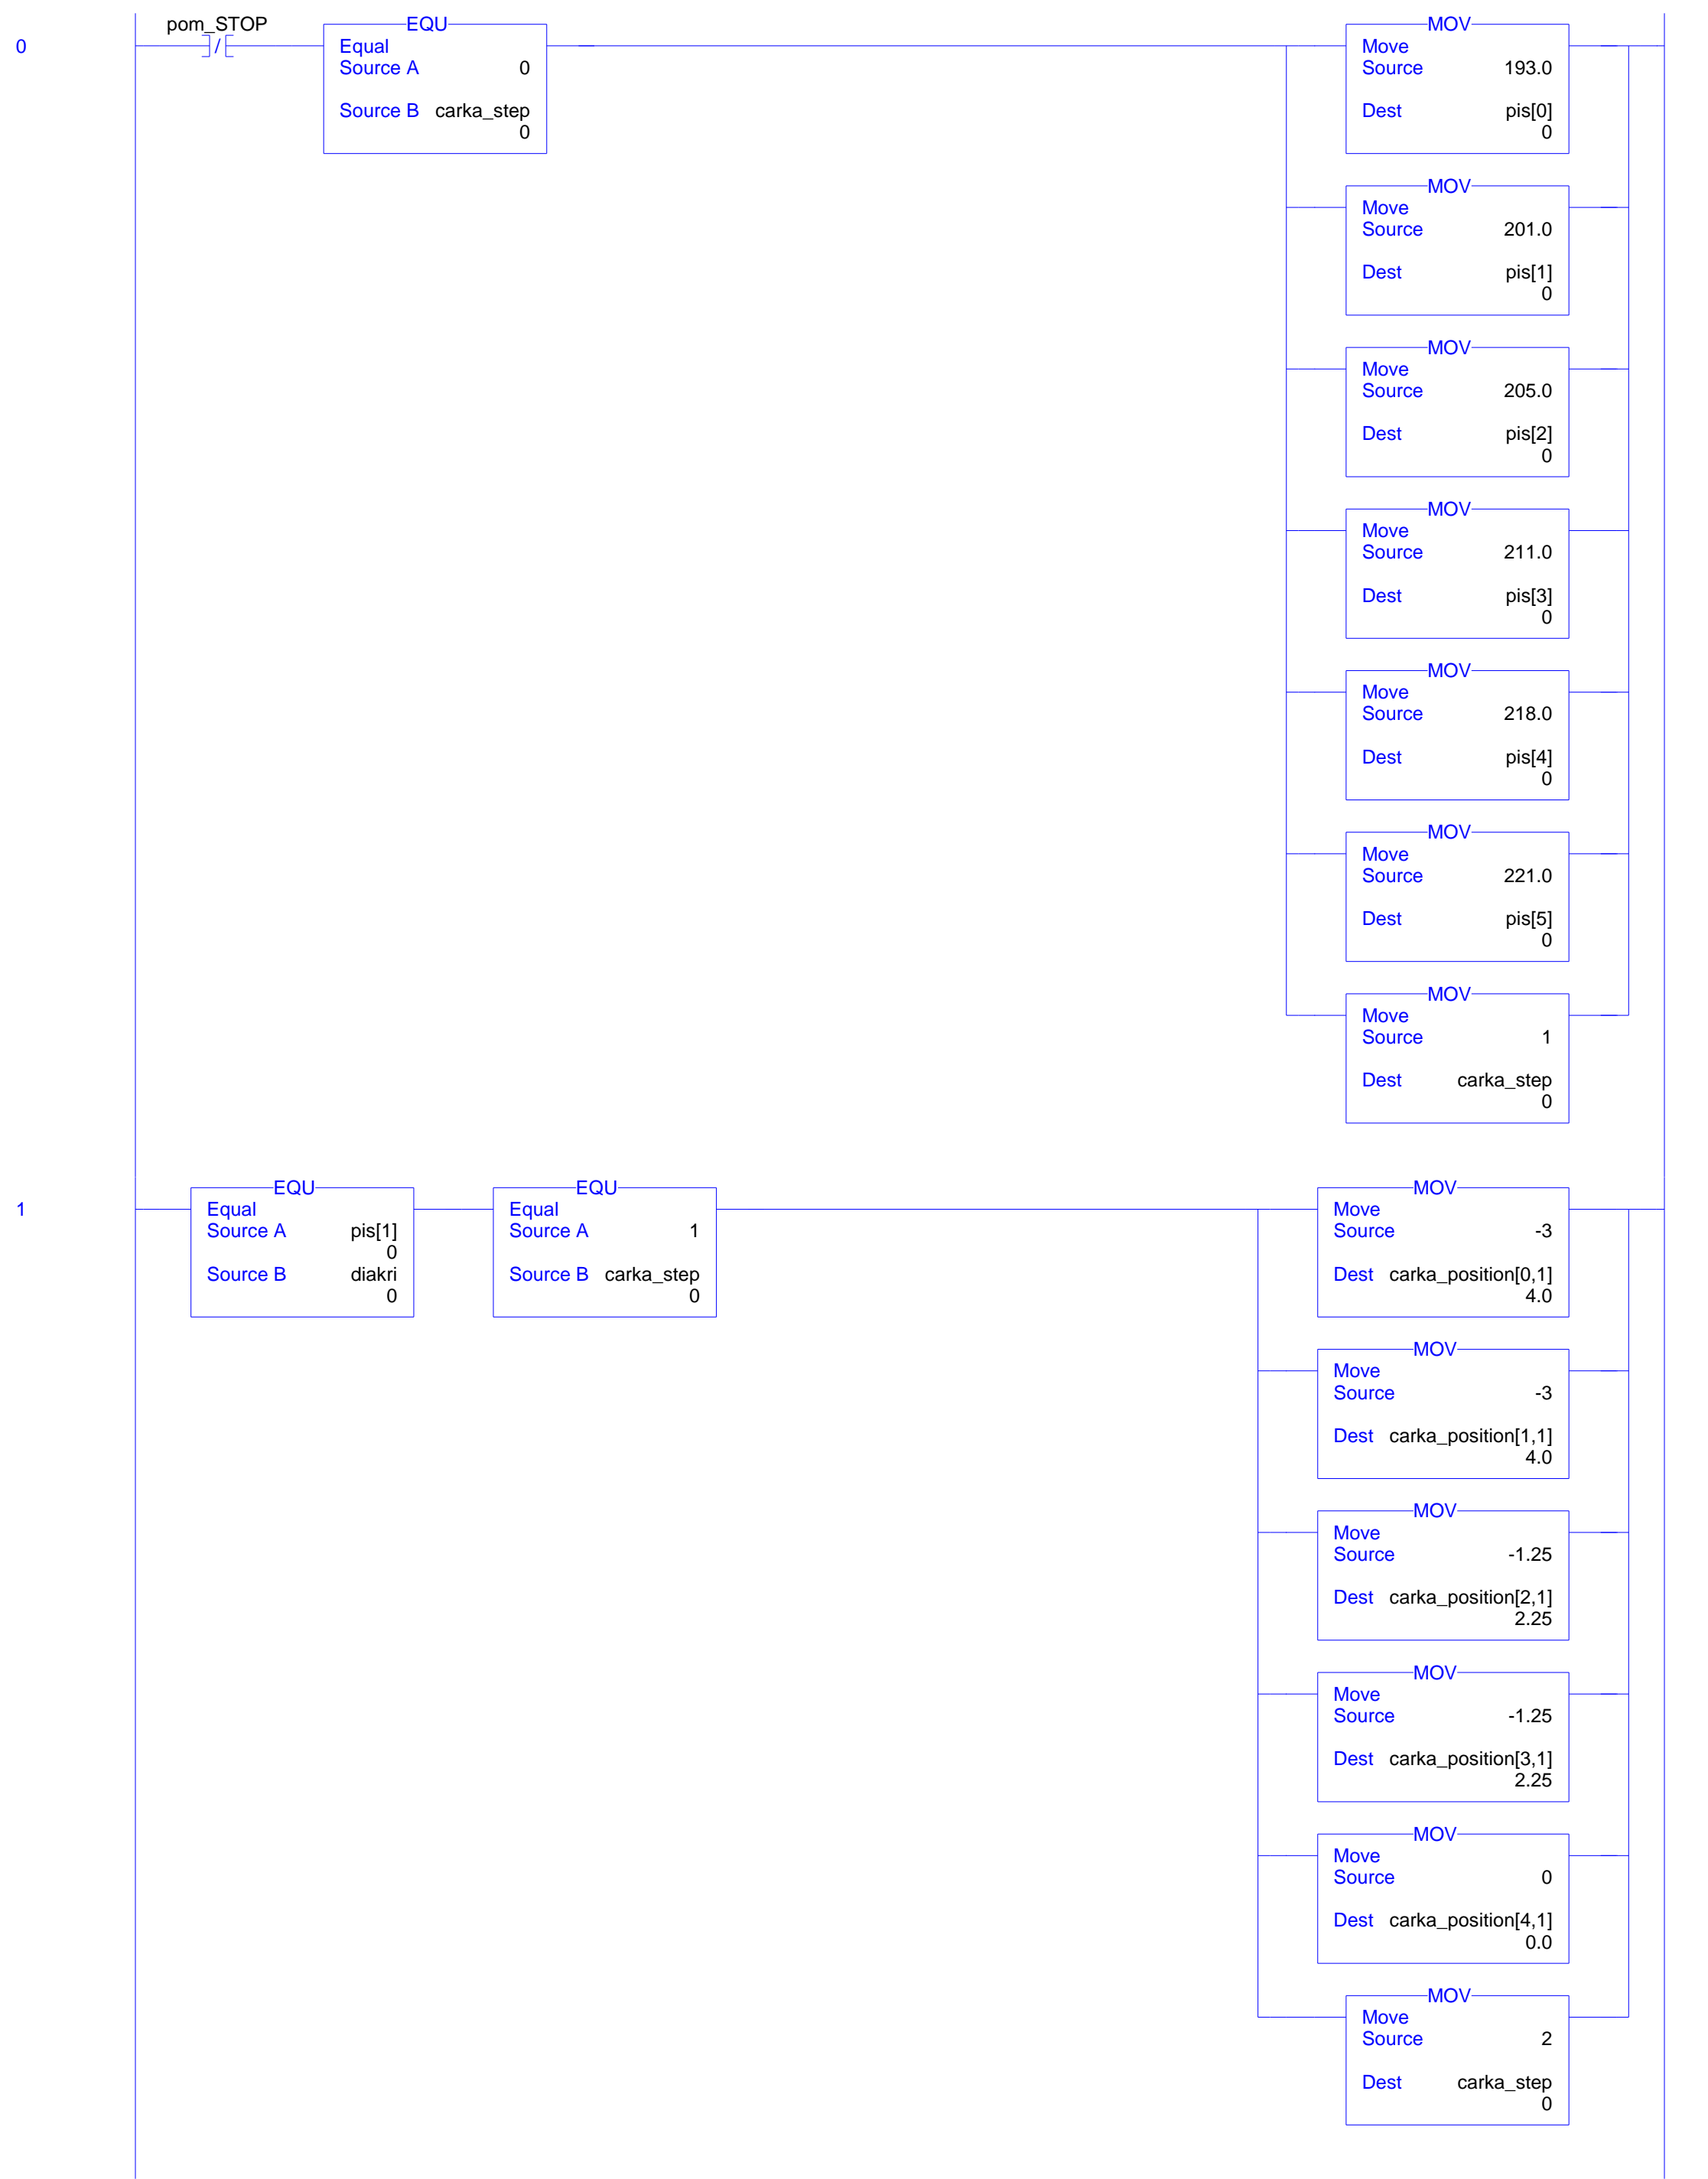 pom_STOP
0
/
EQU
Equal
Source A 0
Source B carka_step
0
MOV
Move
Source 193.0
Dest pis[0]
0
MOV
Move
Source 201.0
Dest pis[1]
0
MOV
Move
Source 205.0
Dest pis[2]
0
MOV
Move
Source 211.0
Dest pis[3]
0
MOV
Move
Source 218.0
Dest pis[4]
0
MOV
Move
Source 221.0
Dest pis[5]
0
MOV
Move
Source 1
Dest carka_step
0
1
EQU
Equal
Source A pis[1]
0
Source B diakri
0
EQU
Equal
Source A 1
Source B carka_step
0
MOV
Move
Source -3
Dest carka_position[0,1]
4.0
MOV
Move
Source -3
Dest carka_position[1,1]
4.0
MOV
Move
Source -1.25
Dest carka_position[2,1]
2.25
MOV
Move
Source -1.25
Dest carka_position[3,1]
2.25
MOV
Move
Source 0
Dest carka_position[4,1]
0.0
MOV
Move
Source 2
Dest carka_step
0